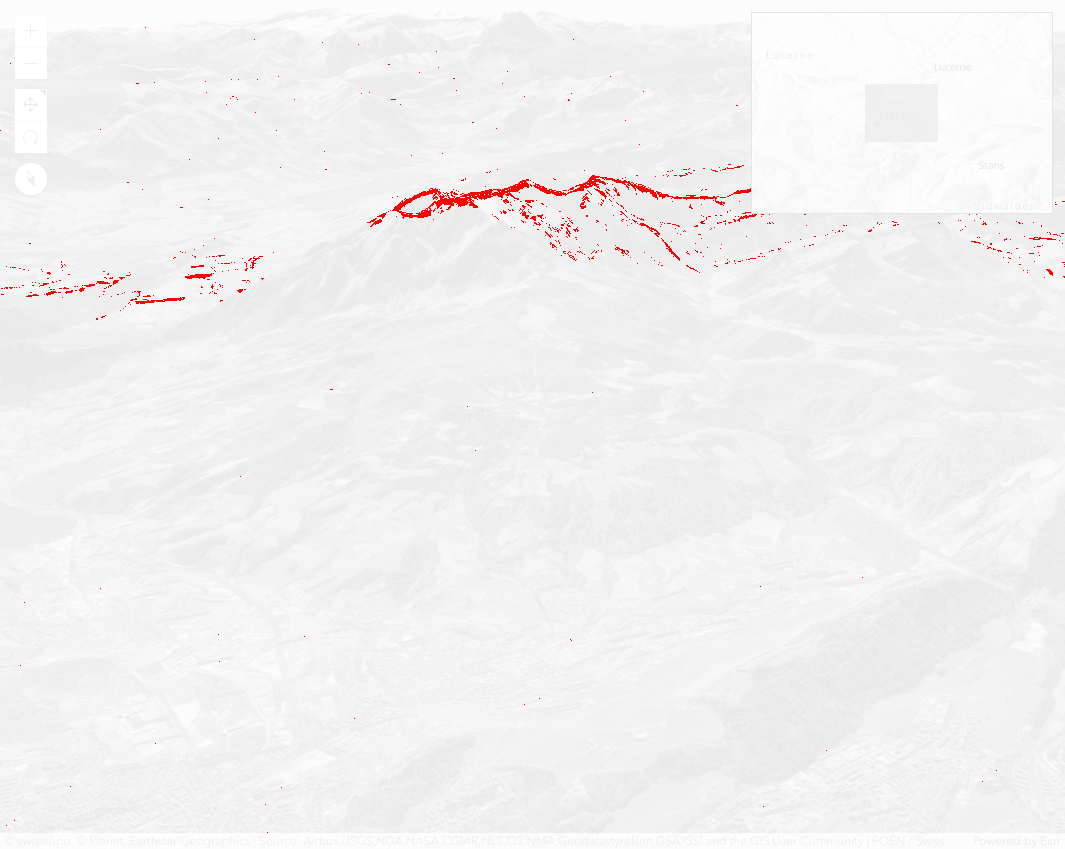 Lucerne
Lucerne
Stans
Nidwalden
© swisstopo, © Planet, Earthstar Geographics | Source: Airbus,USGS,NGA,NASA,CGIAR,NLS,OS,NMA,Geodatastyrelsen,GSA,GSI and the GIS User Community | FOEN / Swiss
Powered by Esri